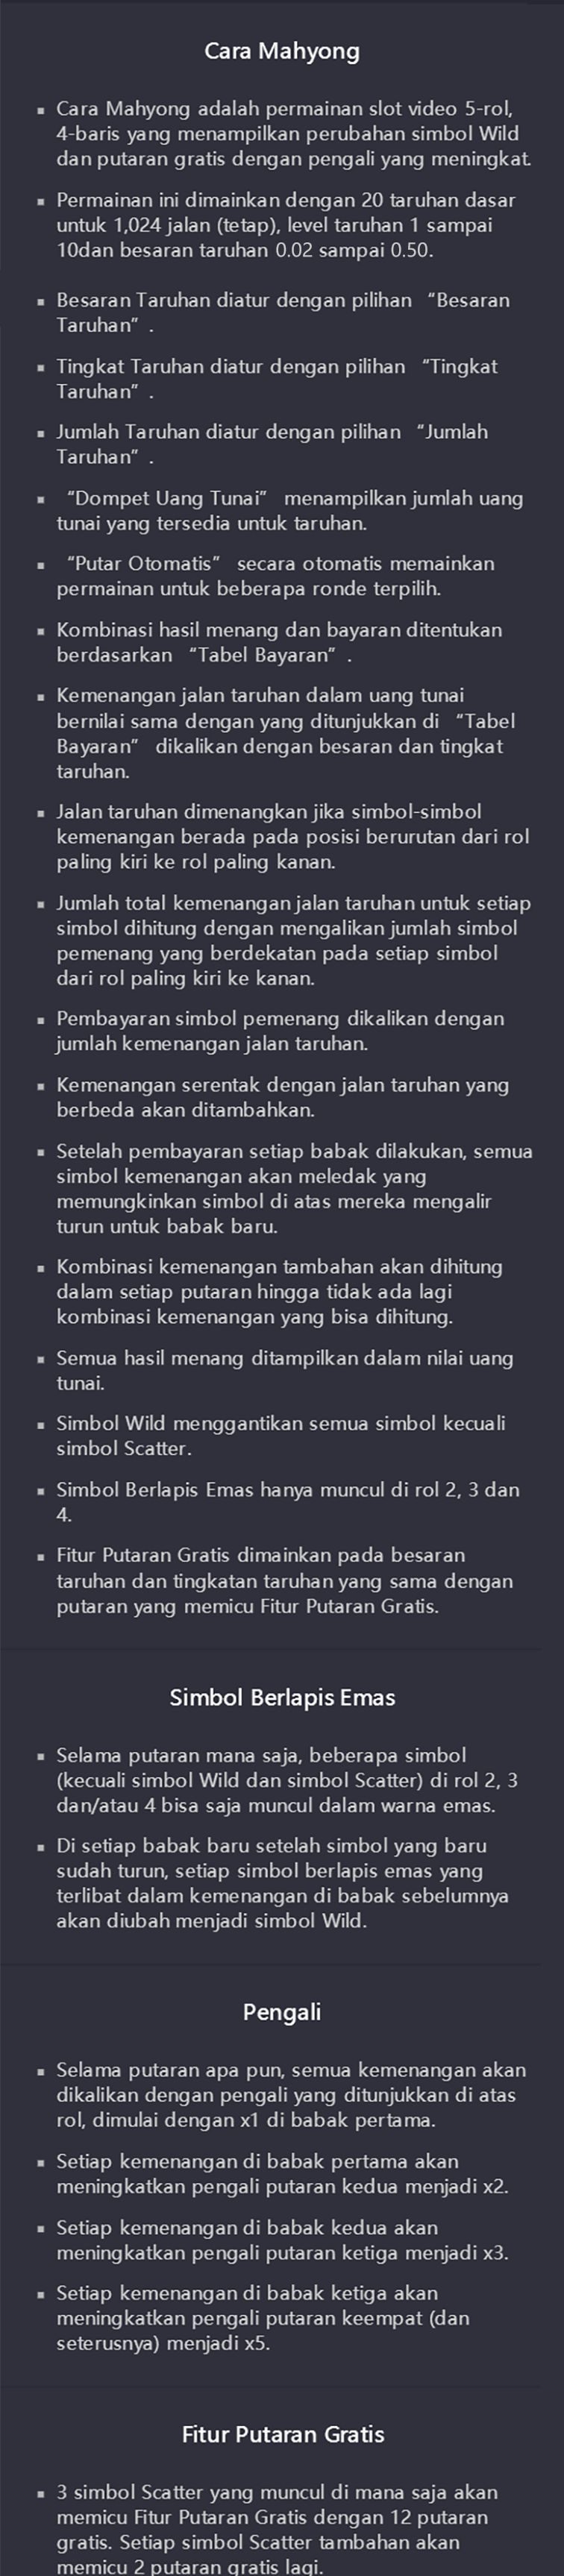 Cara Mahyong
▪ Cara Mahyong adalah permainan slot video 5-rol,
4-baris yang menampilkan perubahan simbol Wild
dan putaran gratis dengan pengali yang meningkat.
▪ Permainan ini dimainkan dengan 20 taruhan dasar
untuk 1,024 jalan (tetap), level taruhan 1 sampai
10dan besaran taruhan 0.02 sampai 0.50.
▪ Besaran Taruhan diatur dengan pilihan “Besaran
Taruhan” .
▪ Tingkat Taruhan diatur dengan pilihan “Tingkat
Taruhan” .
▪ Jumlah Taruhan diatur dengan pilihan “Jumlah
Taruhan” .
▪ “Dompet Uang Tunai” menampilkan jumlah uang
tunai yang tersedia untuk taruhan.
▪ “Putar Otomatis” secara otomatis memainkan
permainan untuk beberapa ronde terpilih.
▪ Kombinasi hasil menang dan bayaran ditentukan
berdasarkan “Tabel Bayaran” .
▪ Kemenangan jalan taruhan dalam uang tunai
bernilai sama dengan yang ditunjukkan di “Tabel
Bayaran” dikalikan dengan besaran dan tingkat
taruhan.
▪ Jalan taruhan dimenangkan jika simbol-simbol
kemenangan berada pada posisi berurutan dari rol
paling kiri ke rol paling kanan.
▪ Jumlah total kemenangan jalan taruhan untuk setiap
simbol dihitung dengan mengalikan jumlah simbol
pemenang yang berdekatan pada setiap simbol
dari rol paling kiri ke kanan.
▪ Pembayaran simbol pemenang dikalikan dengan
jumlah kemenangan jalan taruhan.
▪ Kemenangan serentak dengan jalan taruhan yang
berbeda akan ditambahkan.
▪ Setelah pembayaran setiap babak dilakukan, semua
simbol kemenangan akan meledak yang
memungkinkan simbol di atas mereka mengalir
turun untuk babak baru.
▪ Kombinasi kemenangan tambahan akan dihitung
dalam setiap putaran hingga tidak ada lagi
kombinasi kemenangan yang bisa dihitung.
▪ Semua hasil menang ditampilkan dalam nilai uang
tunai.
▪ Simbol Wild menggantikan semua simbol kecuali
simbol Scatter.
▪ Simbol Berlapis Emas hanya muncul di rol 2, 3 dan
4.
▪ Fitur Putaran Gratis dimainkan pada besaran
taruhan dan tingkatan taruhan yang sama dengan
putaran yang memicu Fitur Putaran Gratis.
Simbol Berlapis Emas
▪ Selama putaran mana saja, beberapa simbol
(kecuali simbol Wild dan simbol Scatter) di rol 2, 3
dan/atau 4 bisa saja muncul dalam warna emas.
▪ Di setiap babak baru setelah simbol yang baru
sudah turun, setiap simbol berlapis emas yang
terlibat dalam kemenangan di babak sebelumnya
akan diubah menjadi simbol Wild.
Pengali
▪ Selama putaran apa pun, semua kemenangan akan
dikalikan dengan pengali yang ditunjukkan di atas
rol, dimulai dengan x1 di babak pertama.
▪ Setiap kemenangan di babak pertama akan
meningkatkan pengali putaran kedua menjadi x2.
▪ Setiap kemenangan di babak kedua akan
meningkatkan pengali putaran ketiga menjadi x3.
▪ Setiap kemenangan di babak ketiga akan
meningkatkan pengali putaran keempat (dan
seterusnya) menjadi x5.
Fitur Putaran Gratis
▪ 3 simbol Scatter yang muncul di mana saja akan
memicu Fitur Putaran Gratis dengan 12 putaran
gratis. Setiap simbol Scatter tambahan akan
memicu 2 putaran gratis lagi.